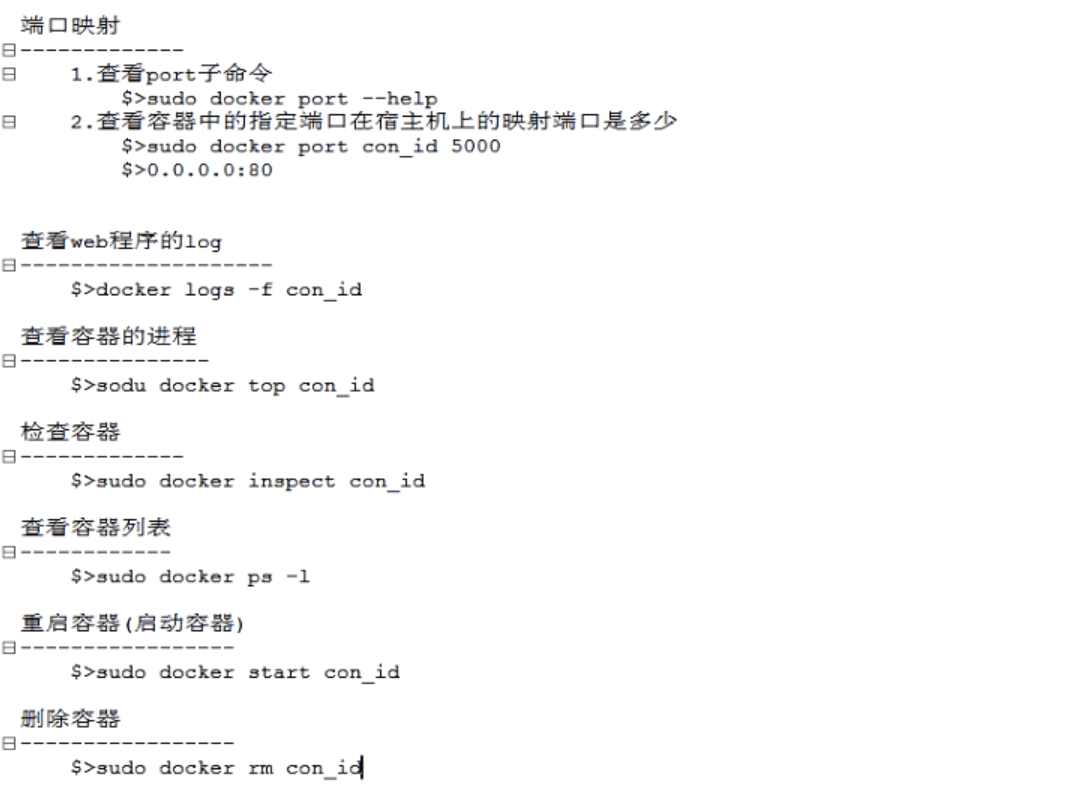 端口映射
-------------
1.查看port子命令
$>sudo docker port --help
2.查看容器中的指定端口在宿主机上的映射端口是多少
$>sudo docker port con_id 5000
$>0.0.0.0:80
查看web程序的log
--------------------
$>docker logs -f con_id
查看容器的进程
---------------
$>sodu docker top con_id
检查容器
-------------
$>sudo docker inspect con_id
查看容器列表
------------
$>sudo docker ps -l
重启容器(启动容器)
-----------------
$>sudo docker start con_id
删除容器
-----------------
$>sudo docker rm con_id